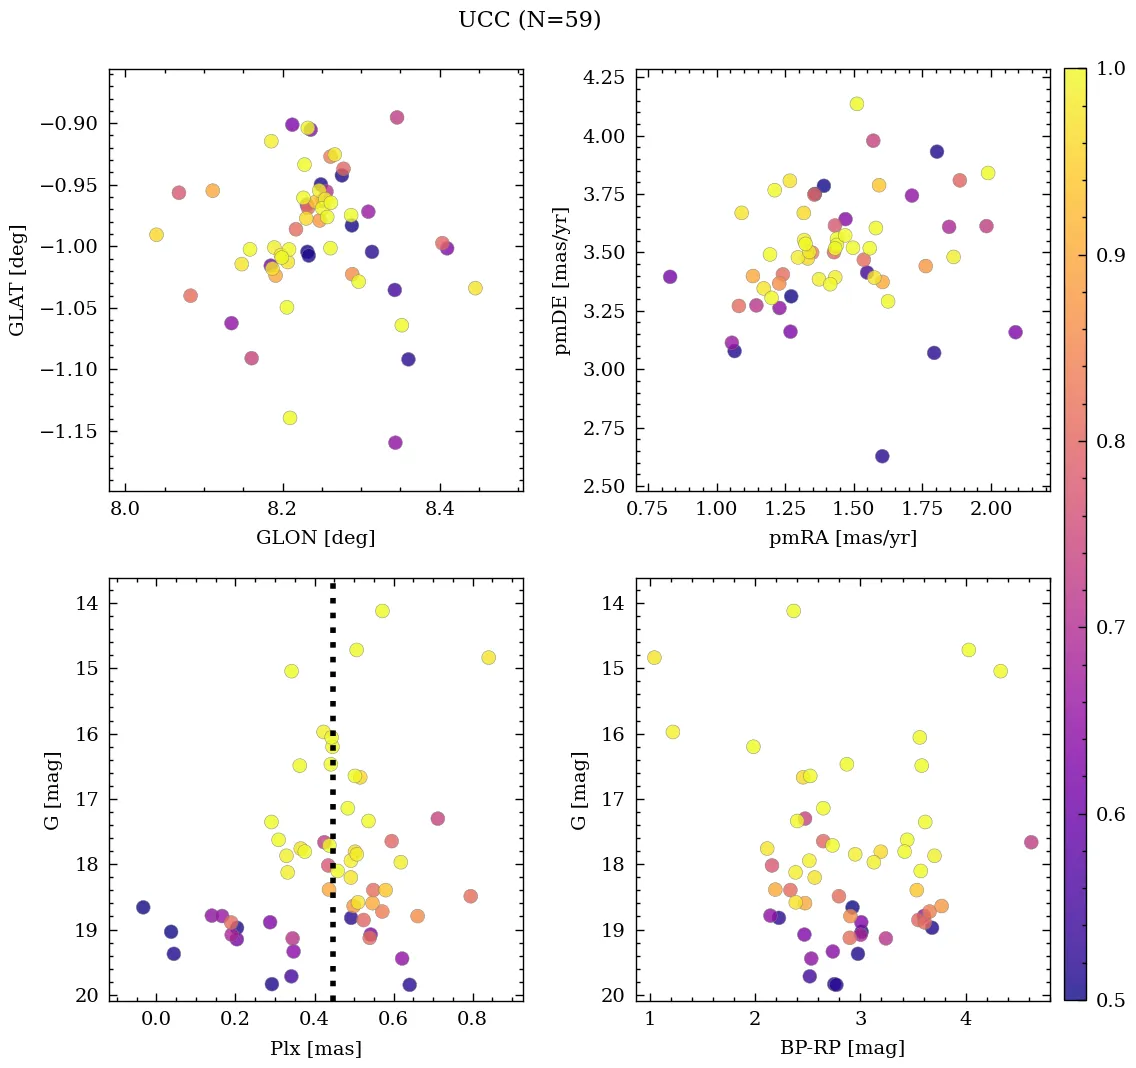 UCC (N=59)
−0.90
−0.95
−1.00
−1.05
−1.10
−1.15
GLAT [deg]
8.0 8.2 8.4
GLON [deg]
4.25
4.00
3.75
3.50
3.25
3.00
2.75
2.50
pmDE [mas/yr]
0.75 1.00 1.25 1.50 1.75 2.00
pmRA [mas/yr]
14
15
16
17
18
19
20
G [mag]
0.0 0.2 0.4 0.6 0.8
Plx [mas]
14
15
16
17
18
19
20
G [mag]
1 2 3 4
BP-RP [mag]
1.0
0.9
0.8
0.7
0.6
0.5